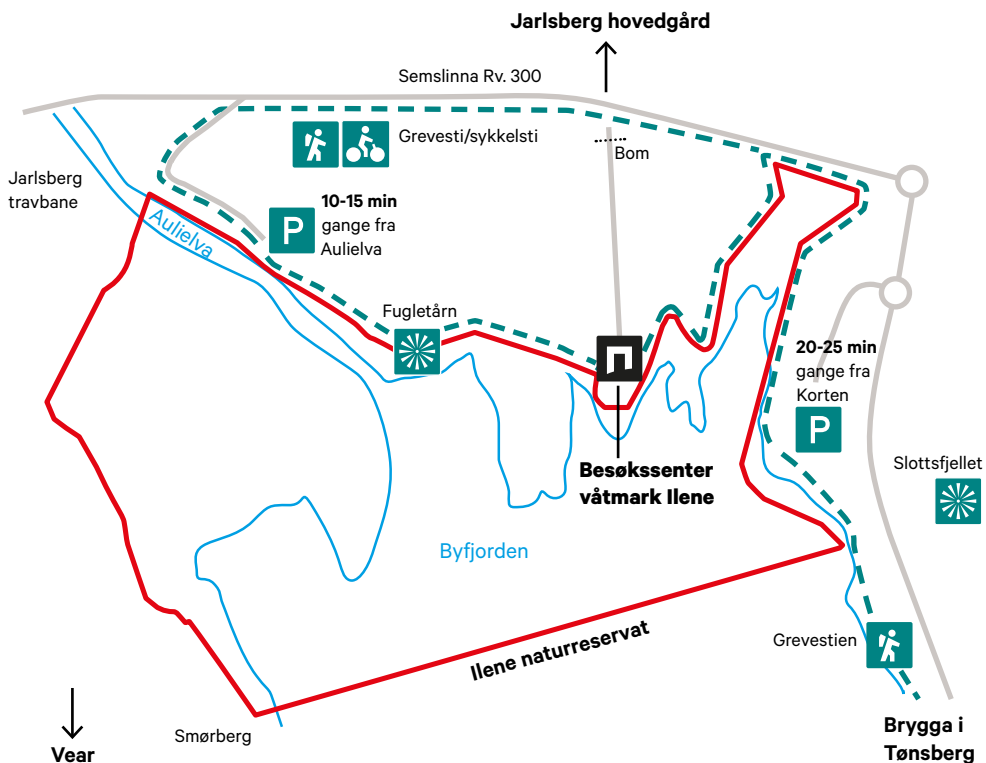 Jarlsberg hovedgård
Semslinna Rv. 300
Grevesti/sykkelsti
Bom
Jarlsberg
travbane
Aulielva
P
10-15 min
gange fra
Aulielva
Fugletårn
20-25 min
gange fra
Korten
P
Besøkssenter
våtmark Ilene
Slottsfjellet
Byfjorden
Ilene naturreservat
Grevestien
Smørberg
Vear
Brygga i
Tønsberg